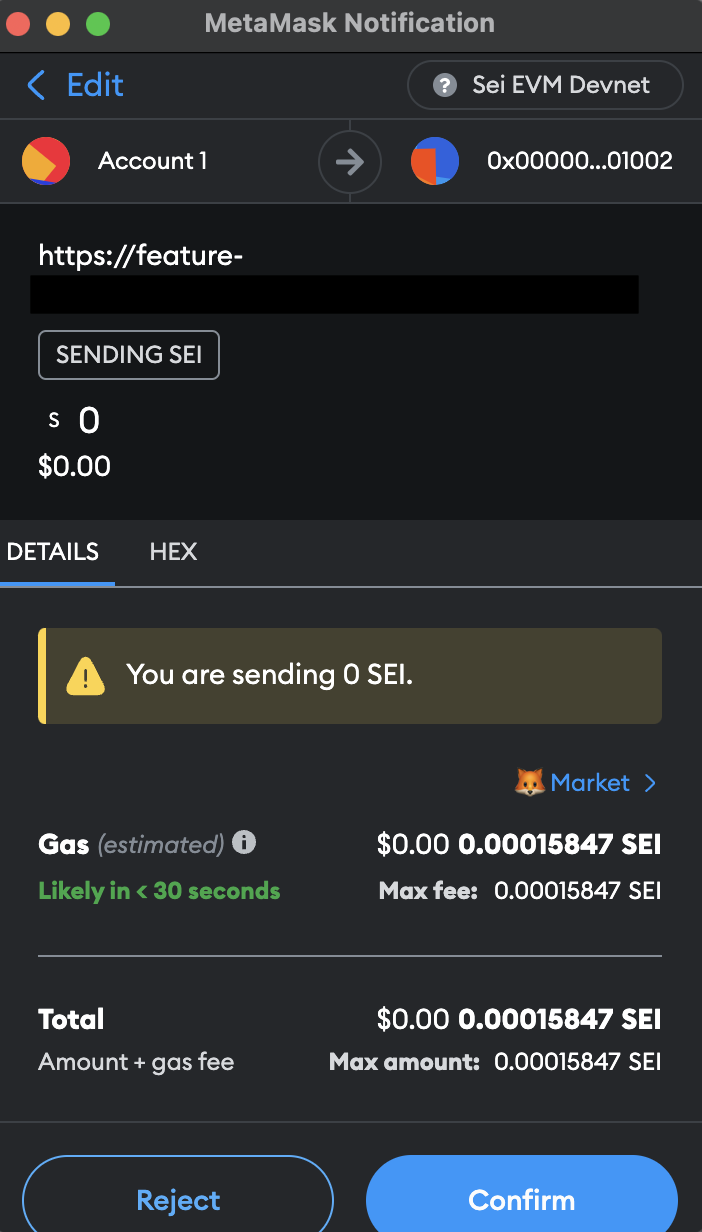 MetaMask Notification
Edit
Sei EVM Devnet
Account 1
0x00000...01002
https://feature-
SENDING SEI
S 0
$0.00
DETAILS HEX
You are sending 0 SEI.
Market
Gas (estimated) $0.00 0.00015847 SEI
Likely in < 30 seconds Max fee: 0.00015847 SEI
Total $0.00 0.00015847 SEI
Amount + gas fee Max amount: 0.00015847 SEI
Reject Confirm